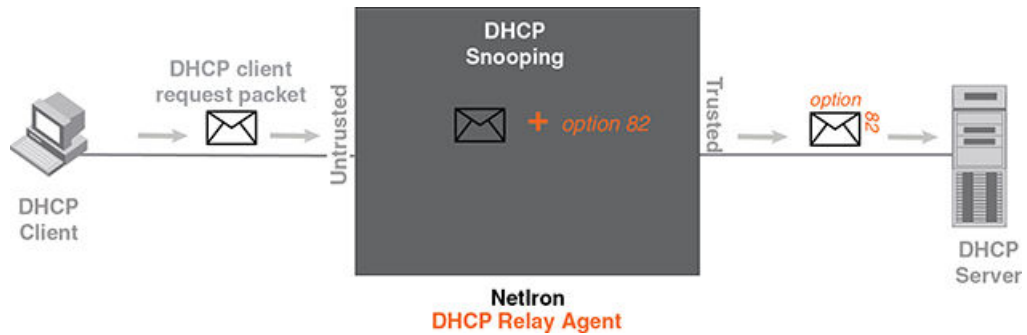 DHCP
Snooping
DHCP client
request packet
Untrusted
+ option 82
Trusted
option
82
DHCP
Client
DHCP
Server
NetIron
DHCP Relay Agent